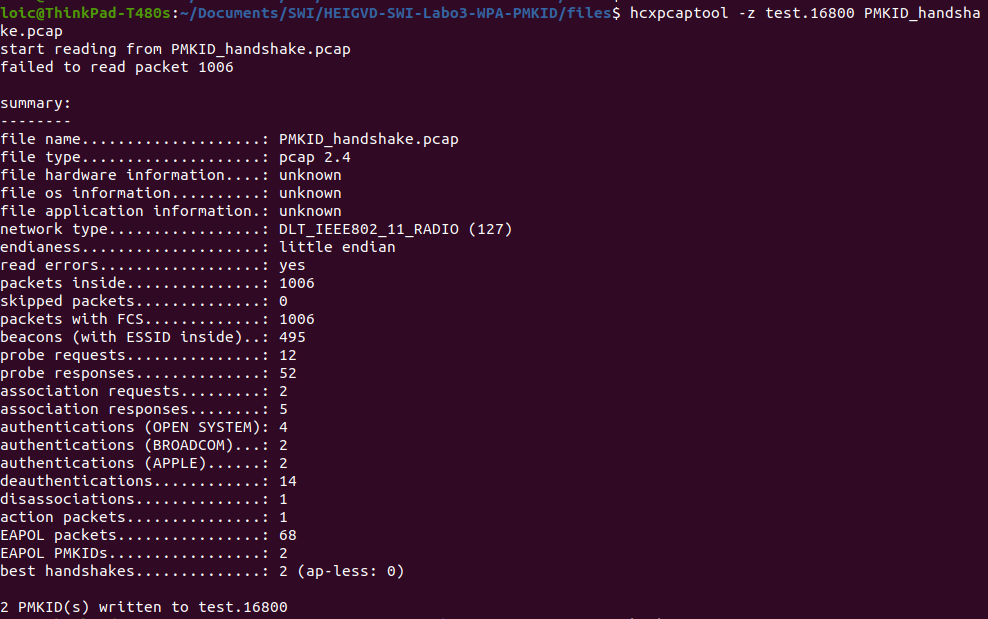 loic@ThinkPad-T480s:~/Documents/SWI/HEIGVD-SWI-Labo3-WPA-PMKID/files$ hcxpcaptool -z test.16800 PMKID_handsha
ke.pcap
start reading from PMKID_handshake.pcap
failed to read packet 1006
summary:
--------
file name....................: PMKID_handshake.pcap
file type....................: pcap 2.4
file hardware information....: unknown
file os information..........: unknown
file application information.: unknown
network type.................: DLT_IEEE802_11_RADIO (127)
endianess....................: little endian
read errors..................: yes
packets inside...............: 1006
skipped packets..............: 0
packets with FCS.............: 1006
beacons (with ESSID inside)..: 495
probe requests...............: 12
probe responses..............: 52
association requests.........: 2
association responses........: 5
authentications (OPEN SYSTEM): 4
authentications (BROADCOM)...: 2
authentications (APPLE)......: 2
deauthentications............: 14
disassociations..............: 1
action packets...............: 1
EAPOL packets................: 68
EAPOL PMKIDs.................: 2
best handshakes..............: 2 (ap-less: 0)
2 PMKID(s) written to test.16800